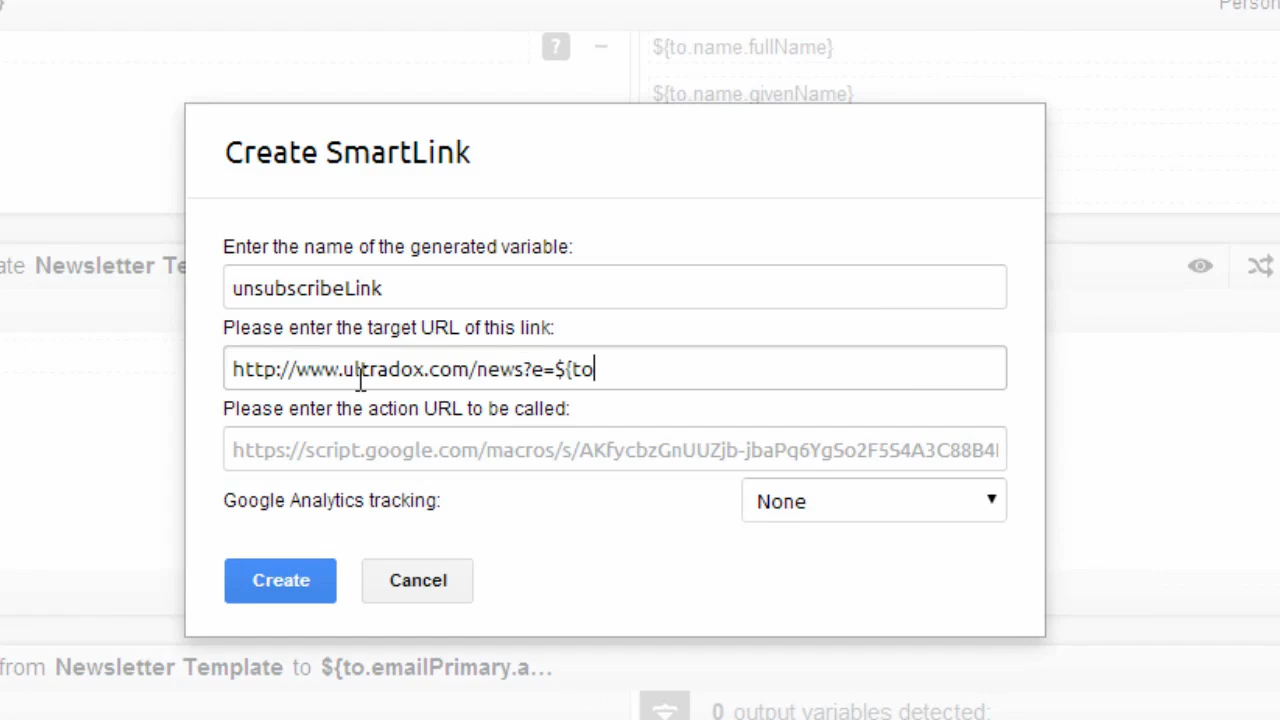 Person
?
${to.name.fullName}
${to.name.givenName}
Create SmartLink
Enter the name of the generated variable:
unsubscribeLink
ate Newsletter Te
Please enter the target URL of this link:
http://www.ultradox.com/news?e=${to
Please enter the action URL to be called:
https://script.google.com/macros/s/AKfycbzGnUUZjb-jbaPq6YgSo2F5S4A3C88B4
Google Analytics tracking:
None
Create
Cancel
from Newsletter Template to ${to.emailPrimary.a...
0 output variables detected: